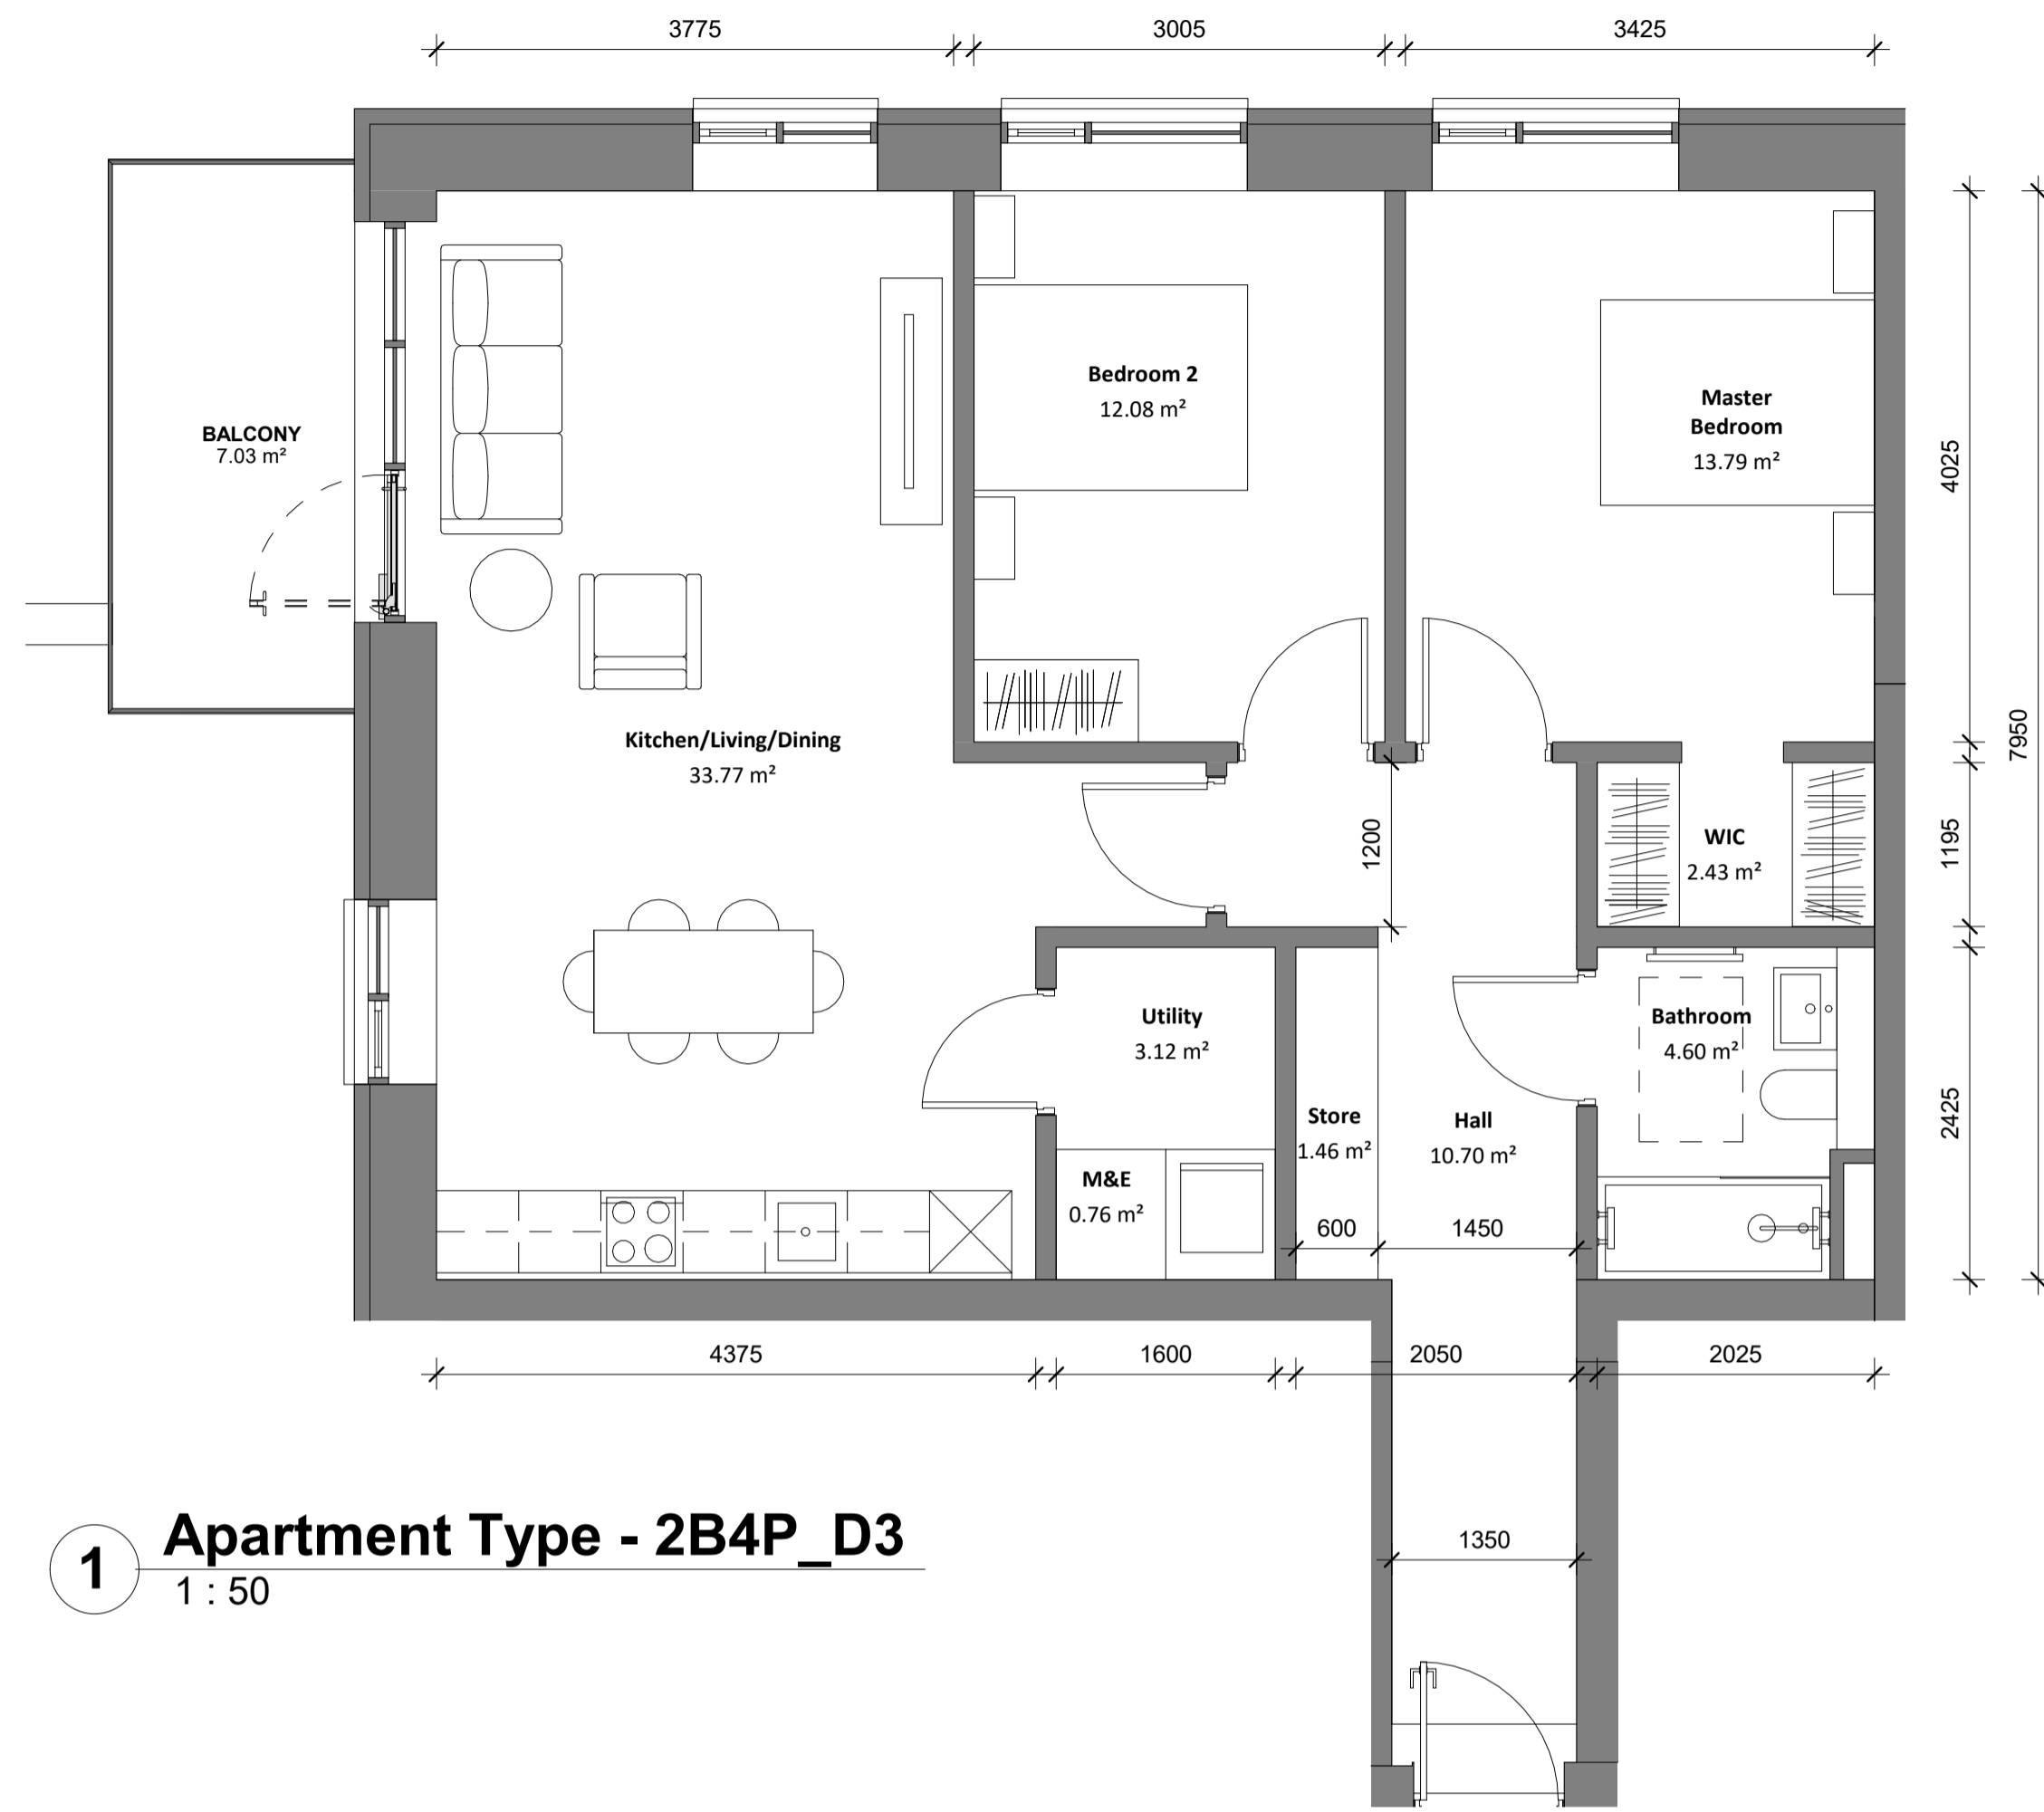 3775
3005
3425
BALCONY
7.03 m²
Bedroom 2
12.08 m²
Master
Bedroom
13.79 m²
4025
7950
Kitchen/Living/Dining
33.77 m²
1200
WIC
2.43 m²
1195
Utility
3.12 m²
Bathroom
4.60 m²
Store
1.46 m²
Hall
10.70 m²
2425
M&E
0.76 m²
600
1450
4375
1600
2050
2025
1350
1
Apartment Type - 2B4P_D3
1 : 50